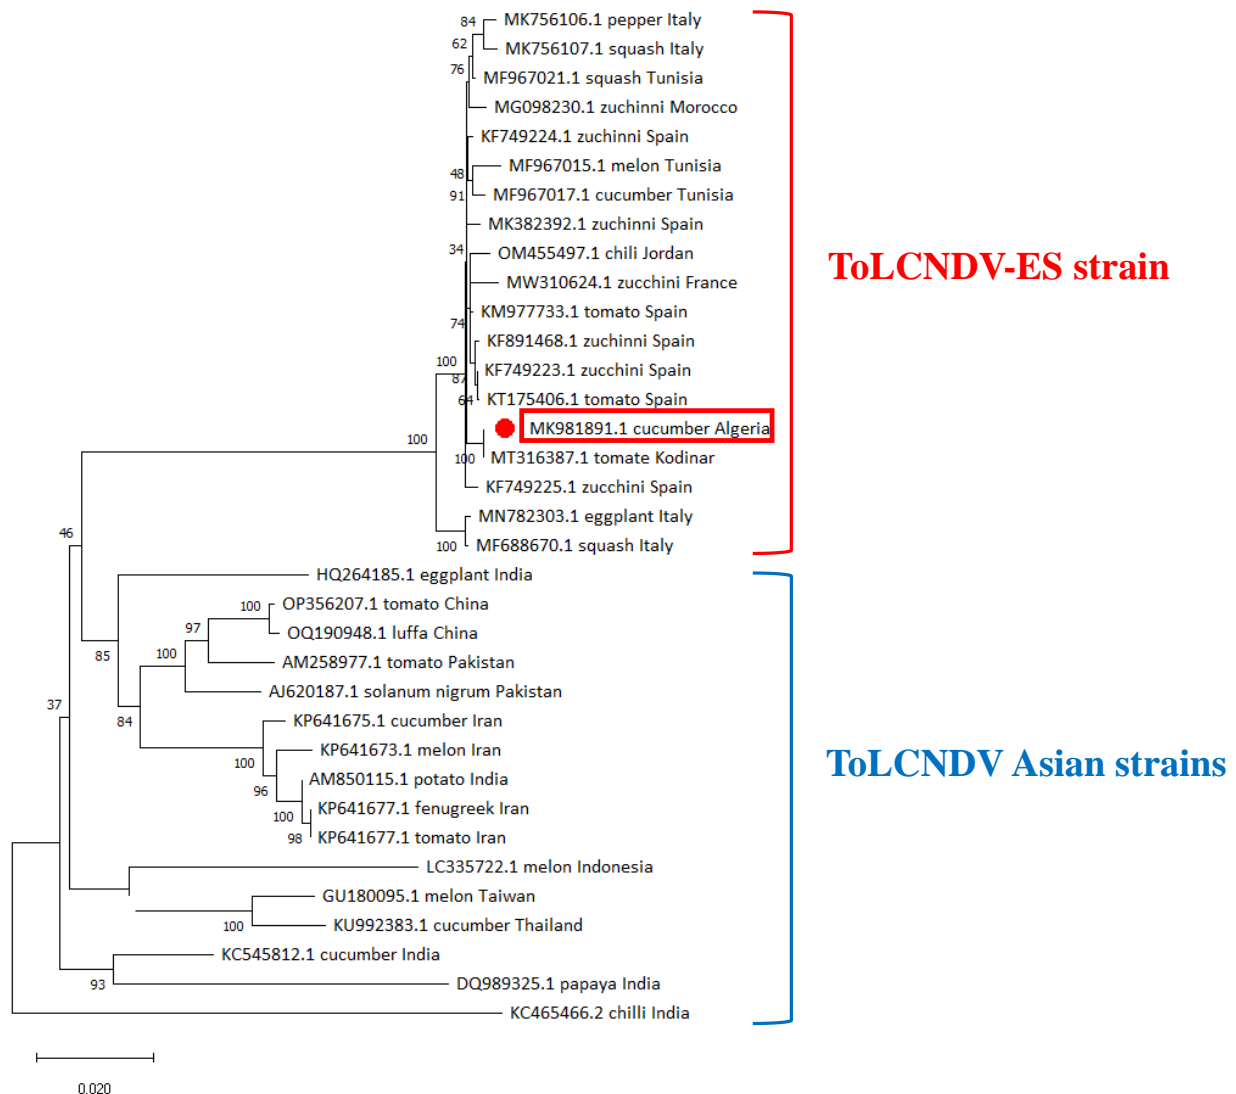 84
MK756106.1 pepper Italy
62
MK756107.1 squash Italy
76
MF967021.1 squash Tunisia
MG098230.1 zuchinni Morocco
KF749224.1 zuchinni Spain
MF967015.1 melon Tunisia
48
91
MF967017.1 cucumber Tunisia
MK382392.1 zuchinni Spain
34
OM455497.1 chili Jordan
ToLCNDV-ES strain
MW310624.1 zucchini France
KM977733.1 tomato Spain
74
KF891468.1 zuchinni Spain
100
KF749223.1 zucchini Spain
87
64
KT175406.1 tomato Spain
MK981891.1 cucumber Algeria
100
100
MT316387.1 tomate Kodinar
KF749225.1 zucchini Spain
MN782303.1 eggplant Italy
46
100
MF688670.1 squash Italy
HQ264185.1 eggplant India
100
OP356207.1 tomato China
97
OQ190948.1 luffa China
85
100
AM258977.1 tomato Pakistan
AJ620187.1 solanum nigrum Pakistan
37
84
KP641675.1 cucumber Iran
100
KP641673.1 melon Iran
ToLCNDV Asian strains
96
AM850115.1 potato India
100
KP641677.1 fenugreek Iran
98
KP641677.1 tomato Iran
LC335722.1 melon Indonesia
GU180095.1 melon Taiwan
100
KU992383.1 cucumber Thailand
KC545812.1 cucumber India
93
DQ989325.1 papaya India
KC465466.2 chilli India
0.020